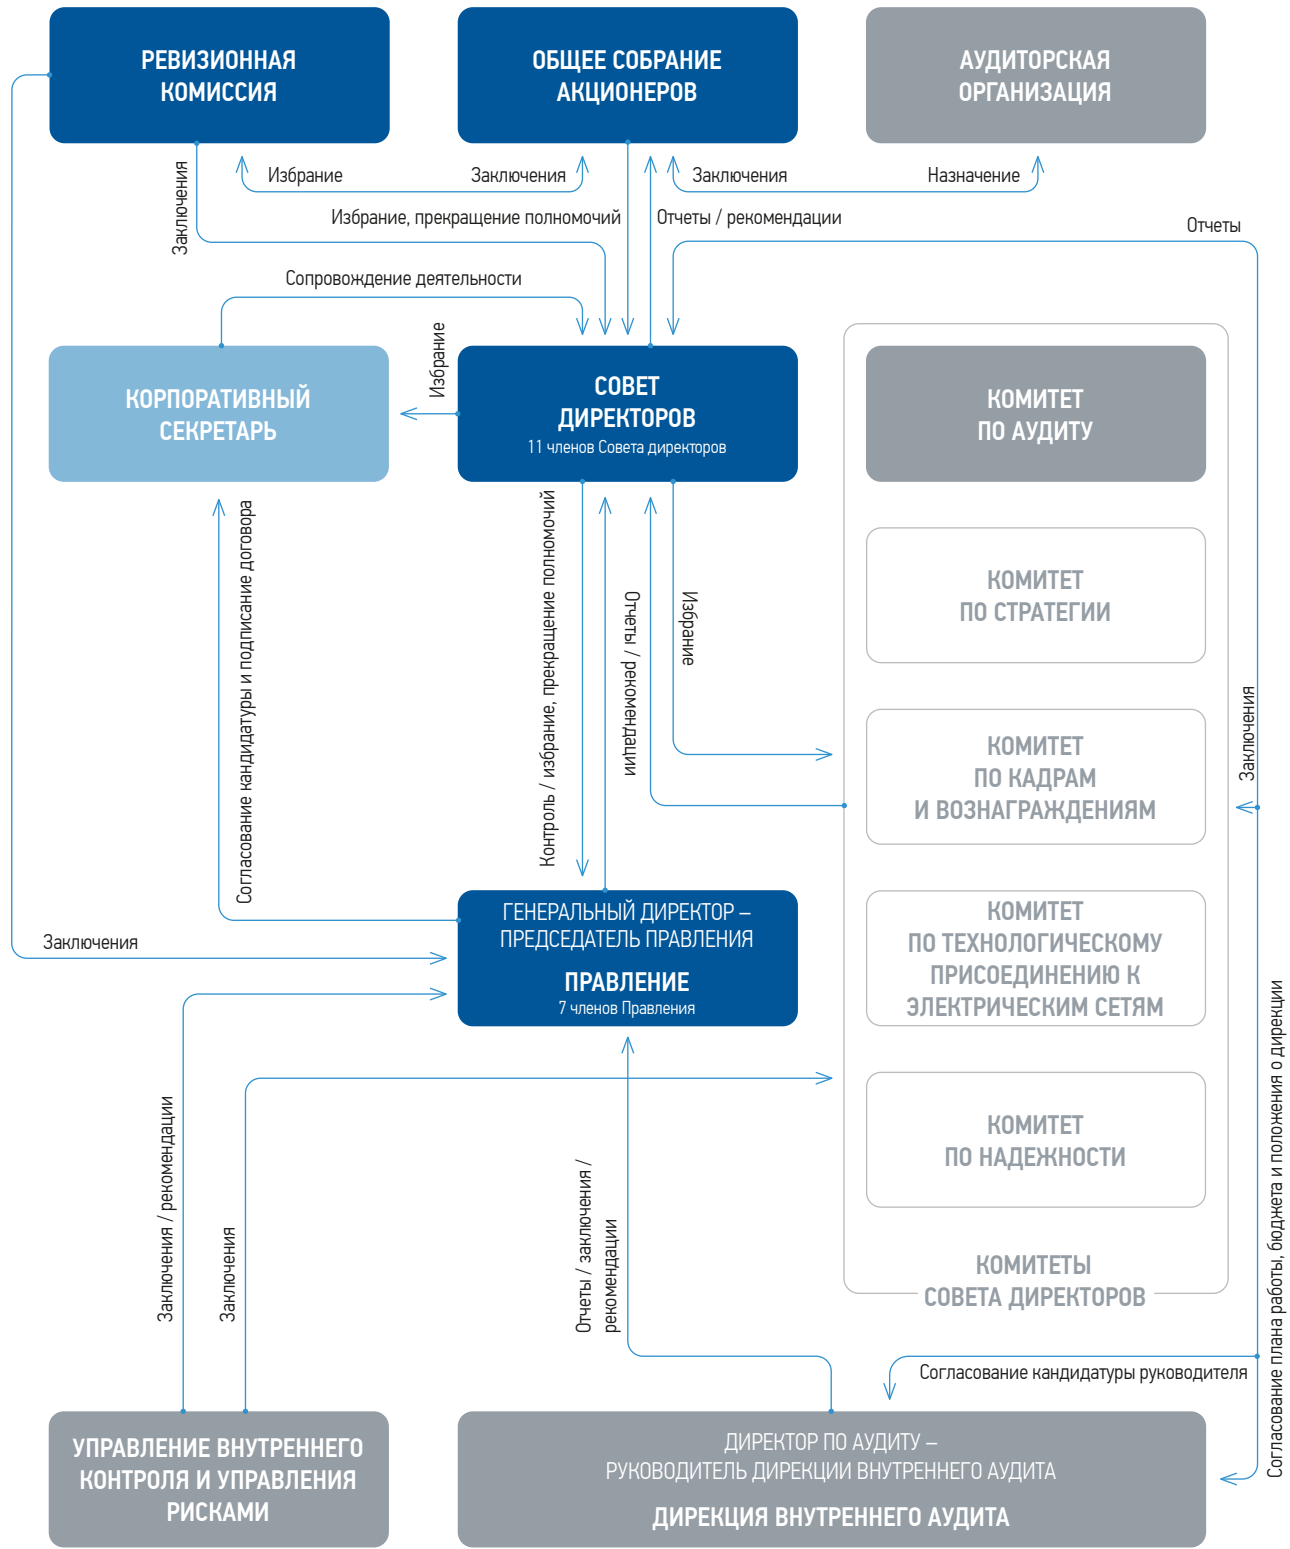 РЕВИЗИОННАЯ
КОМИССИЯ
ОБЩЕЕ СОБРАНИЕ
АКЦИОНЕРОВ
АУДИТОРСКАЯ
ОРГАНИЗАЦИЯ
Заключения
Избрание
Заключения
Заключения
Назначение
Избрание, прекращение полномочий
Отчеты / рекомендации
Отчеты
Сопровождение деятельности
Избрание
КОРПОРАТИВНЫЙ
СЕКРЕТАРЬ
СОВЕТ
ДИРЕКТОРОВ
11 членов Совета директоров
КОМИТЕТ
ПО АУДИТУ
Согласование кандидатуры и подписание договора
Контроль / избрание, прекращение полномочий
Отчеты / рекомендации
Избрание
КОМИТЕТ
ПО СТРАТЕГИИ
КОМИТЕТ
ПО КАДРАМ
И ВОЗНАГРАЖДЕНИЯМ
Заключения
ГЕНЕРАЛЬНЫЙ ДИРЕКТОР –
ПРЕДСЕДАТЕЛЬ ПРАВЛЕНИЯ
ПРАВЛЕНИЕ
7 членов Правления
Заключения
КОМИТЕТ
ПО ТЕХНОЛОГИЧЕСКОМУ
ПРИСОЕДИНЕНИЮ К
ЭЛЕКТРИЧЕСКИМ СЕТЯМ
КОМИТЕТ
ПО НАДЕЖНОСТИ
Заключения / рекомендации
Заключения
Отчеты / заключения /
рекомендации
КОМИТЕТЫ
СОВЕТА ДИРЕКТОРОВ
Согласование плана работы, бюджета и положения о дирекции
Согласование кандидатуры руководителя
УПРАВЛЕНИЕ ВНУТРЕННЕГО
КОНТРОЛЯ И УПРАВЛЕНИЯ
РИСКАМИ
ДИРЕКТОР ПО АУДИТУ –
РУКОВОДИТЕЛЬ ДИРЕКЦИИ ВНУТРЕННЕГО АУДИТА
ДИРЕКЦИЯ ВНУТРЕННЕГО АУДИТА